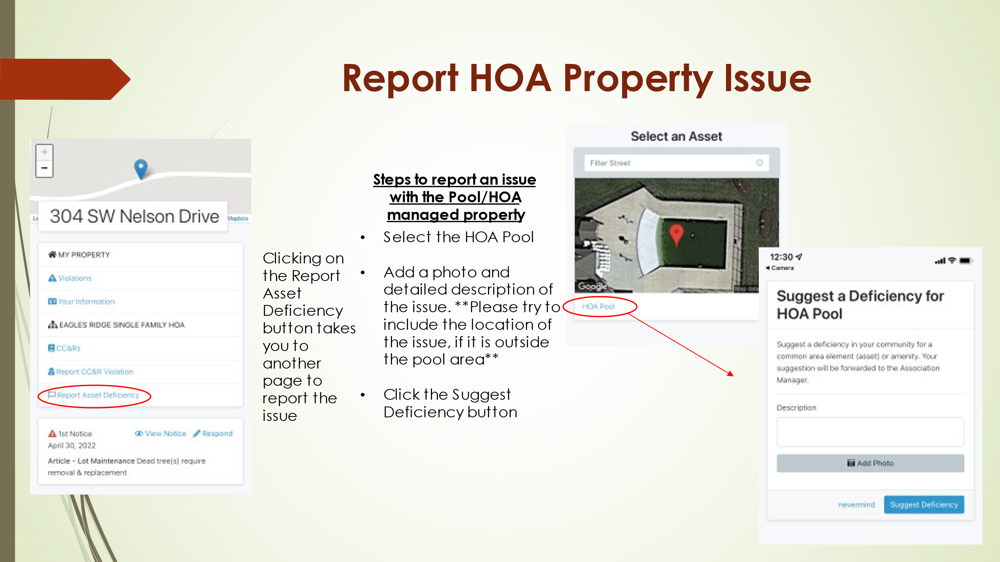 Report HOA Property Issue
+
−
304 SW Nelson Drive
Mapbox
MY PROPERTY
Violations
Your Information
EAGLES RIDGE SINGLE FAMILY HOA
CC&Rs
Report CC&R Violation
Report Asset Deficiency
1st Notice View Notice Respond
April 30, 2022
Article - Lot Maintenance Dead tree(s) require
removal & replacement
Clicking on
the Report
Asset
Deficiency
button takes
you to
another
page to
report the
issue
Steps to report an issue
with the Pool/HOA
managed property
• Select the HOA Pool
• Add a photo and
detailed description of
the issue. **Please try to
include the location of
the issue, if it is outside
the pool area**
• Click the Suggest
Deficiency button
Select an Asset
Filter Street
Google
Map data
HOA Pool
12:30
Camera
Suggest a Deficiency for
HOA Pool
Suggest a deficiency in your community for a
common area element (asset) or amenity. Your
suggestion will be forwarded to the Association
Manager.
Description
Add Photo
nevermind Suggest Deficiency